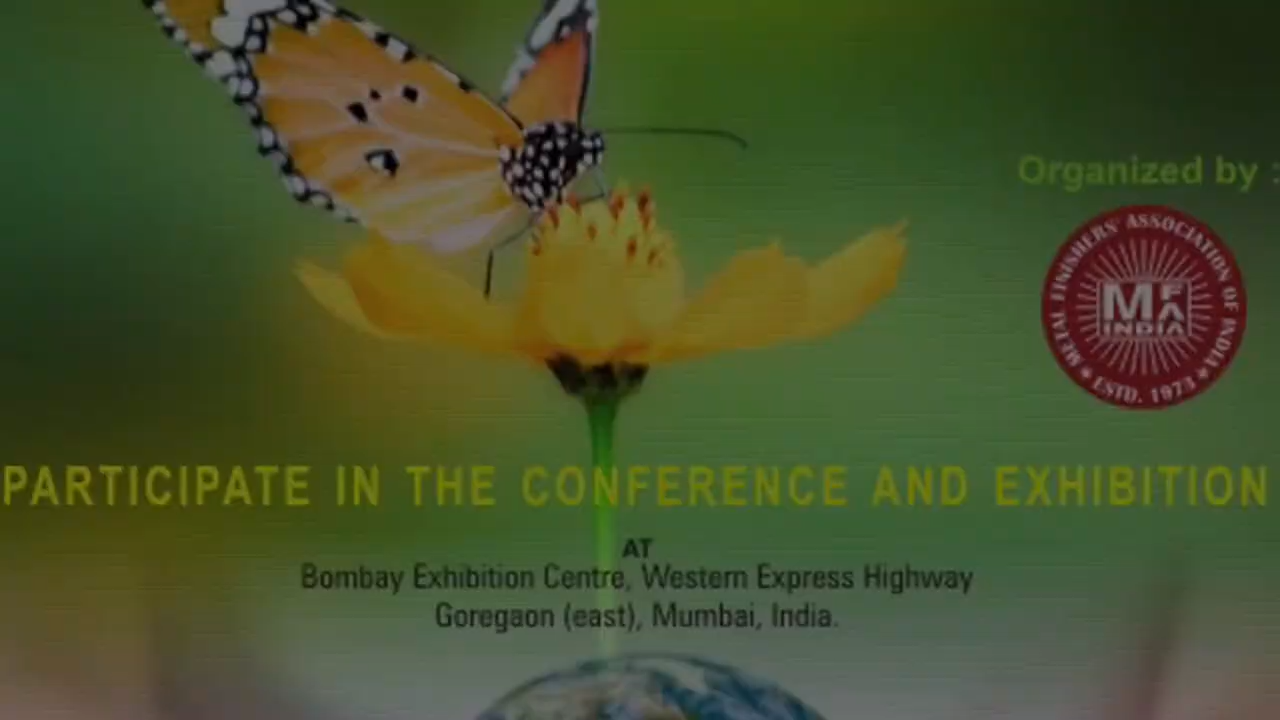 Organized by :
METAL FINISHERS' ASSOCIATION OF INDIA
MFA
INDIA
ESTD. 1973
PARTICIPATE IN THE CONFERENCE AND EXHIBITION
AT
Bombay Exhibition Centre, Western Express Highway
Goregaon (east), Mumbai, India.